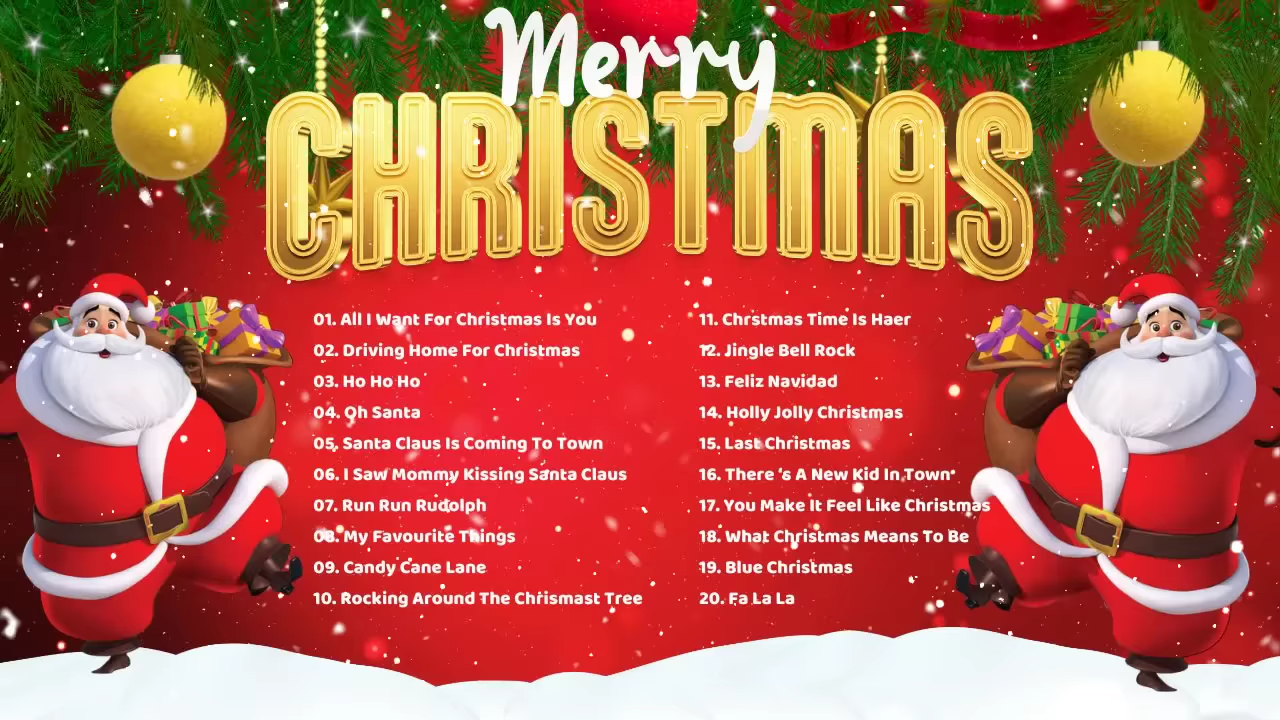 Merry
CHRISTMAS
01. All I Want For Christmas Is You
02. Driving Home For Christmas
03. Ho Ho Ho
04. Oh Santa
05. Santa Claus Is Coming To Town
06. I Saw Mommy Kissing Santa Claus
07. Run Run Rudolph
08. My Favourite Things
09. Candy Cane Lane
10. Rocking Around The Chrismast Tree
11. Chrstmas Time Is Haer
12. Jingle Bell Rock
13. Feliz Navidad
14. Holly Jolly Christmas
15. Last Christmas
16. There 's A New Kid In Town
17. You Make It Feel Like Christmas
18. What Christmas Means To Be
19. Blue Christmas
20. Fa La La